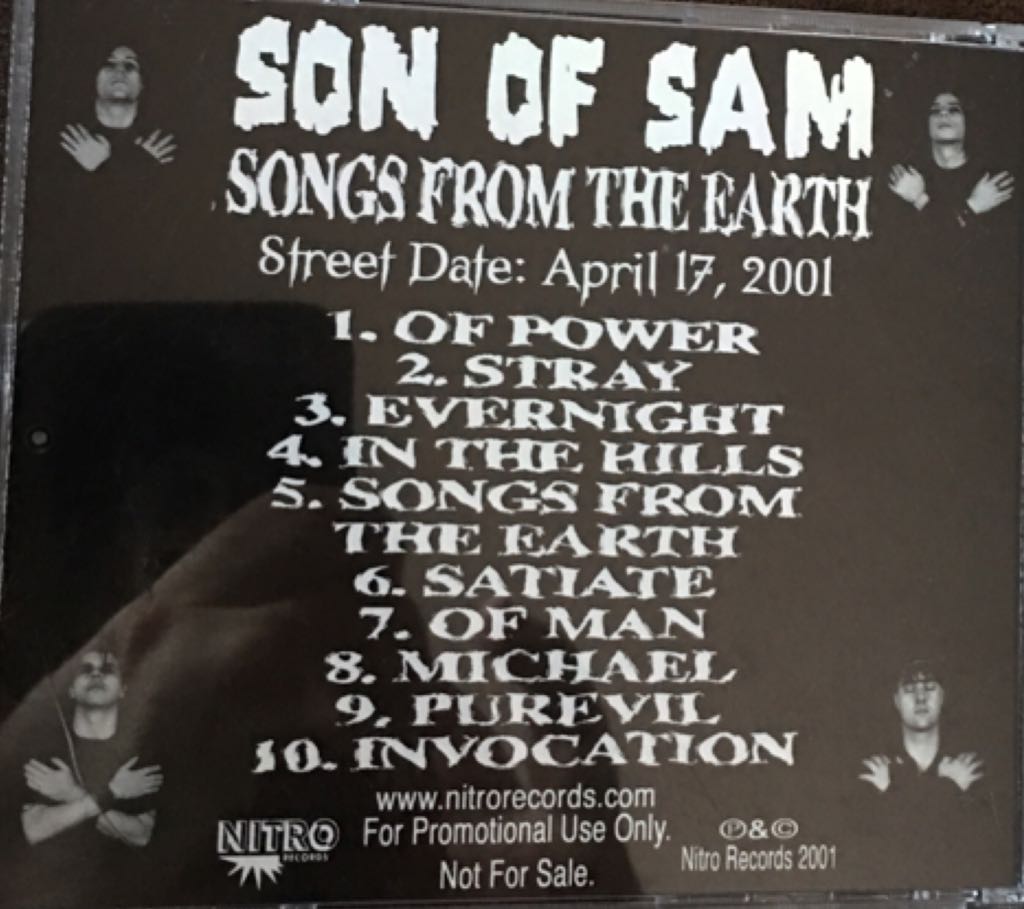 SON OF SAM
SONGS FROM THE EARTH
Street Date: April 17, 2001
1. OF POWER
2. STRAY
3. EVERNIGHT
4. IN THE HILLS
5. SONGS FROM
THE EARTH
6. SATIATE
7. OF MAN
8. MICHAEL
9. PUREVIL
10. INVOCATION
www.nitrorecords.com
NITRO
RECORDS
For Promotional Use Only.
Not For Sale.
℗&©
Nitro Records 2001